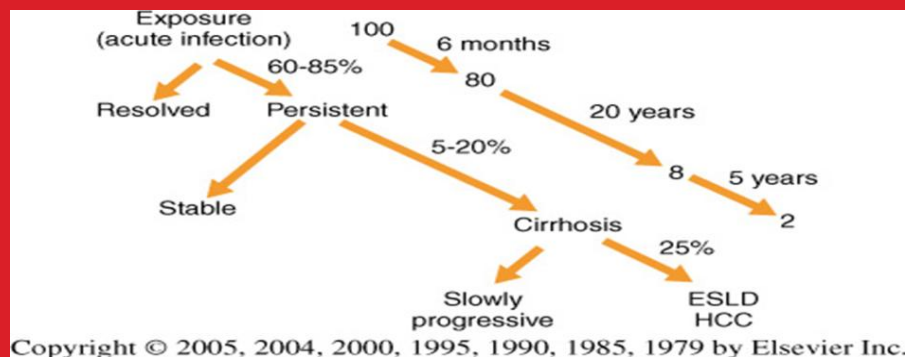 Exposure
(acute infection)
100
6 months
60-85%
80
Resolved
Persistent
20 years
5-20%
8
5 years
Stable
2
Cirrhosis
25%
Slowly
progressive
ESLD
HCC
Copyright © 2005, 2004, 2000, 1995, 1990, 1985, 1979 by Elsevier Inc.